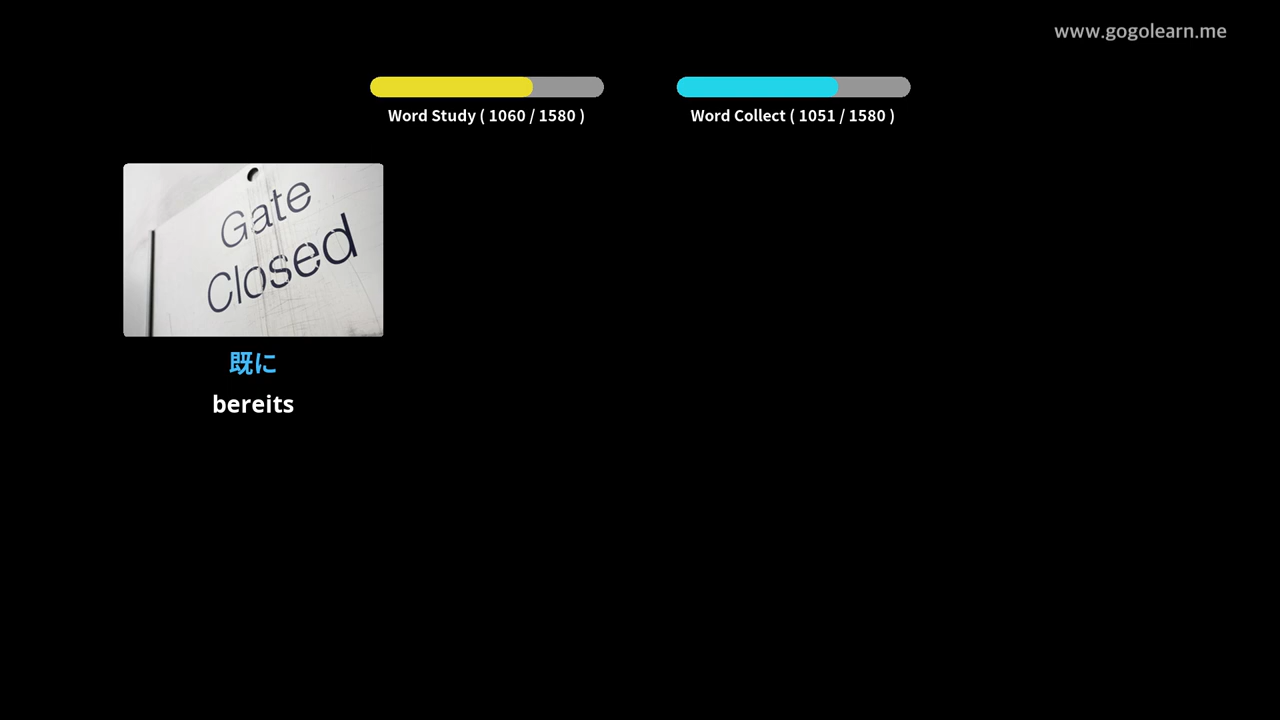 www.gogolearn.me
Word Study ( 1060 / 1580 )
Word Collect ( 1051 / 1580 )
Gate
Closed
既に
bereits